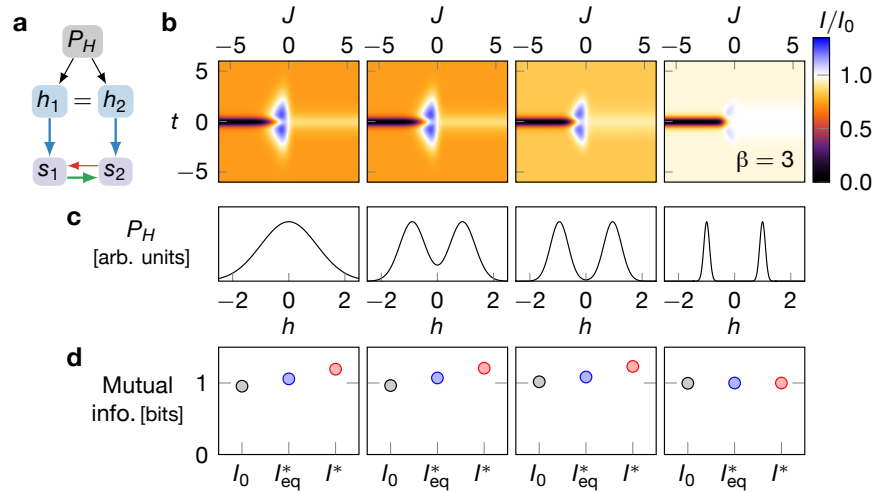 a
P_H
h_1 = h_2
s_1 s_2
b
J J J J I/I_0
−5 0 5 −5 0 5 −5 0 5 −5 0 5
t
5
0
−5
β = 3
1.0
0.5
0.0
c
P_H
[arb. units]
−2 0 2 −2 0 2 −2 0 2 −2 0 2
h h h h
d
Mutual
info. [bits]
1
0
I_0 I*_eq I* I_0 I*_eq I* I_0 I*_eq I* I_0 I*_eq I*